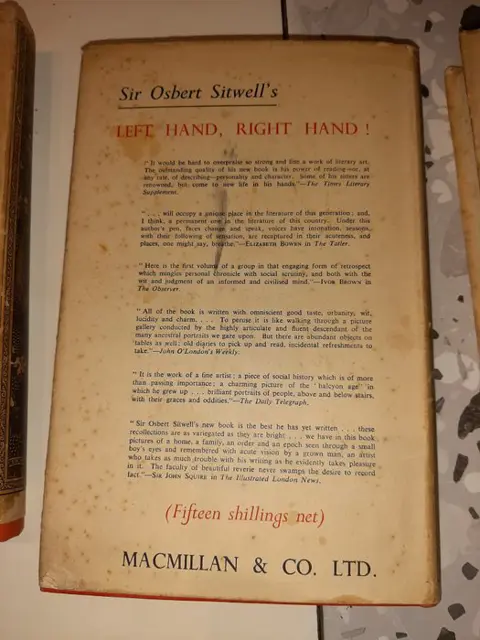 Sir Osbert Sitwell's
LEFT HAND, RIGHT HAND !
" It would be hard to overpraise so strong and fine a work of literary art.
The outstanding quality of his new book is his power of reading—or, at
any rate, of describing—personality and character. Some of his sitters are
renowned, but come to new life in his hands."—The Times Literary
Supplement.
" . . . will occupy a unique place in the literature of this generation ; and,
I think, a permanent one in the literature of this country. Under this
author's pen, faces change and speak, voices have intonation, seasons,
with their following of sensation, are recaptured in their acuteness, and
places, one might say, breathe."—ELIZABETH BOWEN in The Tatler.
" Here is the first volume of a group in that engaging form of retrospect
which mingles personal chronicle with social scrutiny, and both with the
wit and judgment of an informed and civilised mind."—IVOR BROWN in
The Observer.
" All of the book is written with omniscient good taste, urbanity, wit,
lucidity and charm. . . . To peruse it is like walking through a picture
gallery conducted by the highly articulate and fluent descendant of the
many ancestral portraits we gare upon. But there are abundant objects on
tables as well ; old diaries to pick up and read, incidental refreshments to
take."—John O'London's Weekly.
" It is the work of a fine artist ; a piece of social history which is of more
than passing importance ; a charming picture of the ' halcyon age ' in
which he grew up . . . brilliant portraits of people, above and below stairs,
with their graces and oddities."—The Daily Telegraph.
" Sir Osbert Sitwell's new book is the best he has yet written . . . these
recollections are as variegated as they are bright . . . we have in this book
pictures of a home, a family, an order and an epoch seen through a small
boy's eyes and remembered with acute vision by a grown man, an artist
who takes as much trouble with his writing as he evidently takes pleasure
in it. The faculty of beautiful reverie never swamps the desire to record
fact."—SIR JOHN SQUIRE in The Illustrated London News.
(Fifteen shillings net)
MACMILLAN & CO. LTD.